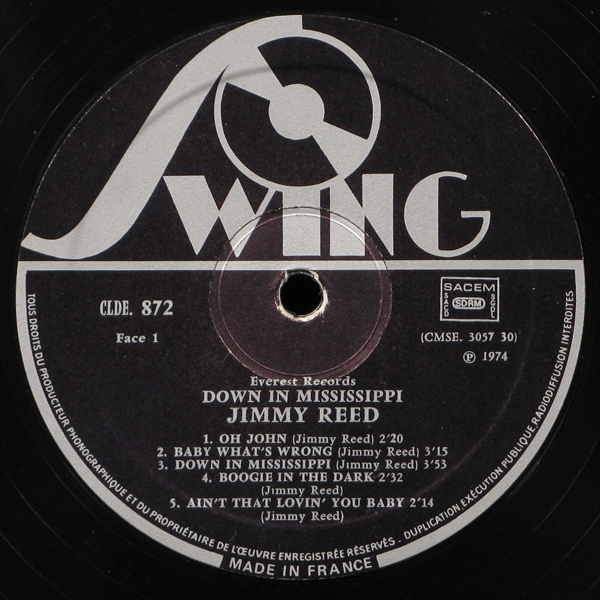 SWING
CLDE. 872
Face 1
SACEM
SACD
SDRM
SGDL
(CMSE. 3057 30)
Ⓟ 1974
Everest Records
DOWN IN MISSISSIPPI
JIMMY REED
1. OH JOHN (Jimmy Reed) 2'20
2. BABY WHAT'S WRONG (Jimmy Reed) 3'15
3. DOWN IN MISSISSIPPI (Jimmy Reed) 3'53
4. BOOGIE IN THE DARK 2'32
(Jimmy Reed)
5. AIN'T THAT LOVIN' YOU BABY 2'14
(Jimmy Reed)
TOUS DROITS DU PRODUCTEUR PHONOGRAPHIQUE ET DU PROPRIÉTAIRE DE L'ŒUVRE ENREGISTRÉE RÉSERVÉS. DUPLICATION EXÉCUTION PUBLIQUE, RADIODIFFUSION INTERDITES
MADE IN FRANCE